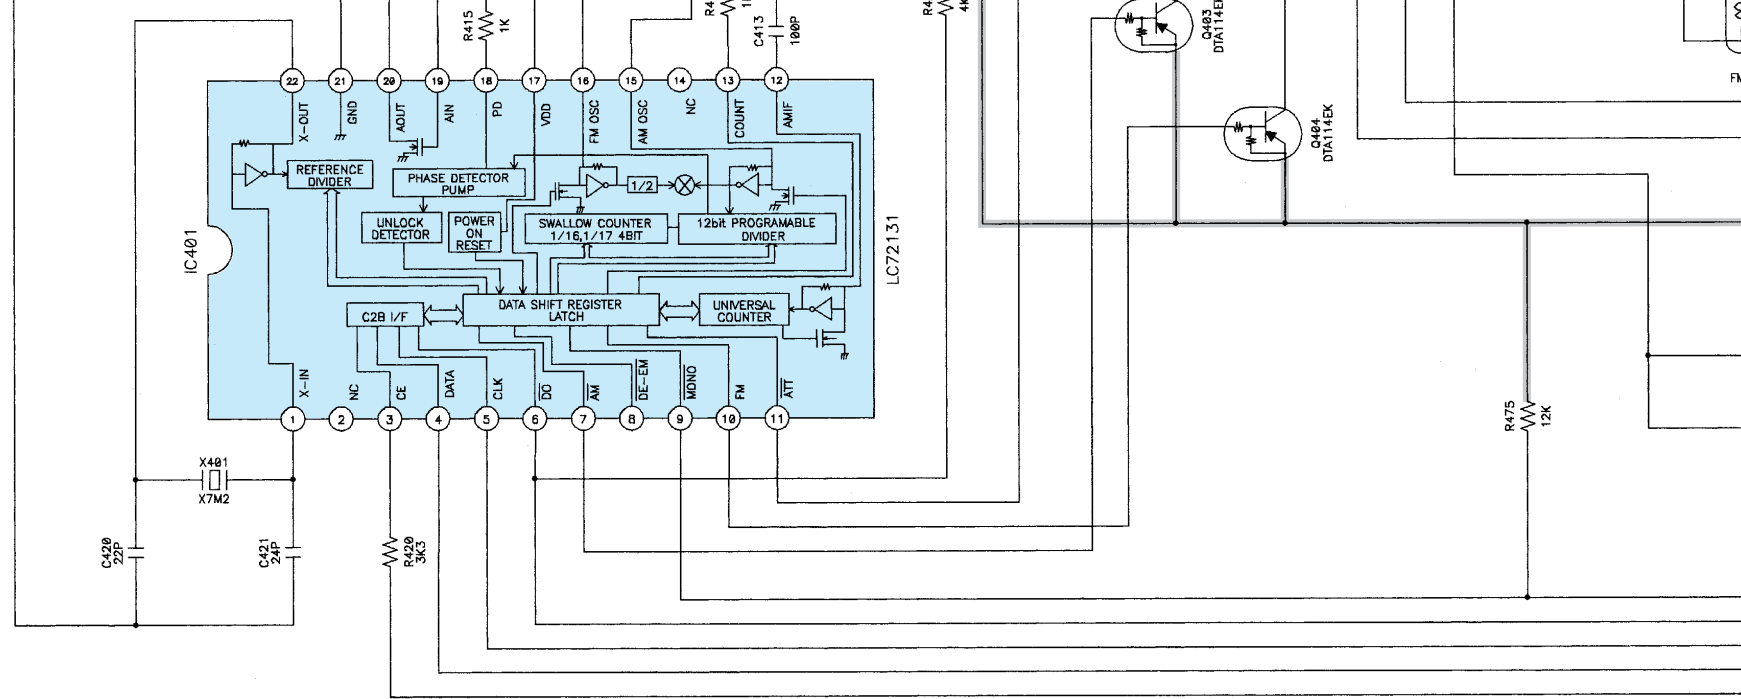 R415
1K
C413
100P
Q403
DTA114EK
Q404
DTA114EK
22
21
20
19
18
17
16
15
14
13
12
X-OUT
GND
AOUT
AIN
PD
VDD
FM OSC
AM OSC
NC
COUNT
AMIF
REFERENCE
DIVIDER
PHASE DETECTOR
PUMP
1/2
UNLOCK
DETECTOR
POWER
ON
RESET
SWALLOW COUNTER
1/16,1/17 4BIT
12bit PROGRAMABLE
DIVIDER
IC401
LC72131
C2B I/F
DATA SHIFT REGISTER
LATCH
UNIVERSAL
COUNTER
X-IN
NC
CE
DATA
CLK
DO
AM
DE-EM
MONO
FM
ATT
1
2
3
4
5
6
7
8
9
10
11
R475
12K
X401
X7M2
C420
22P
C421
24P
R420
3K3